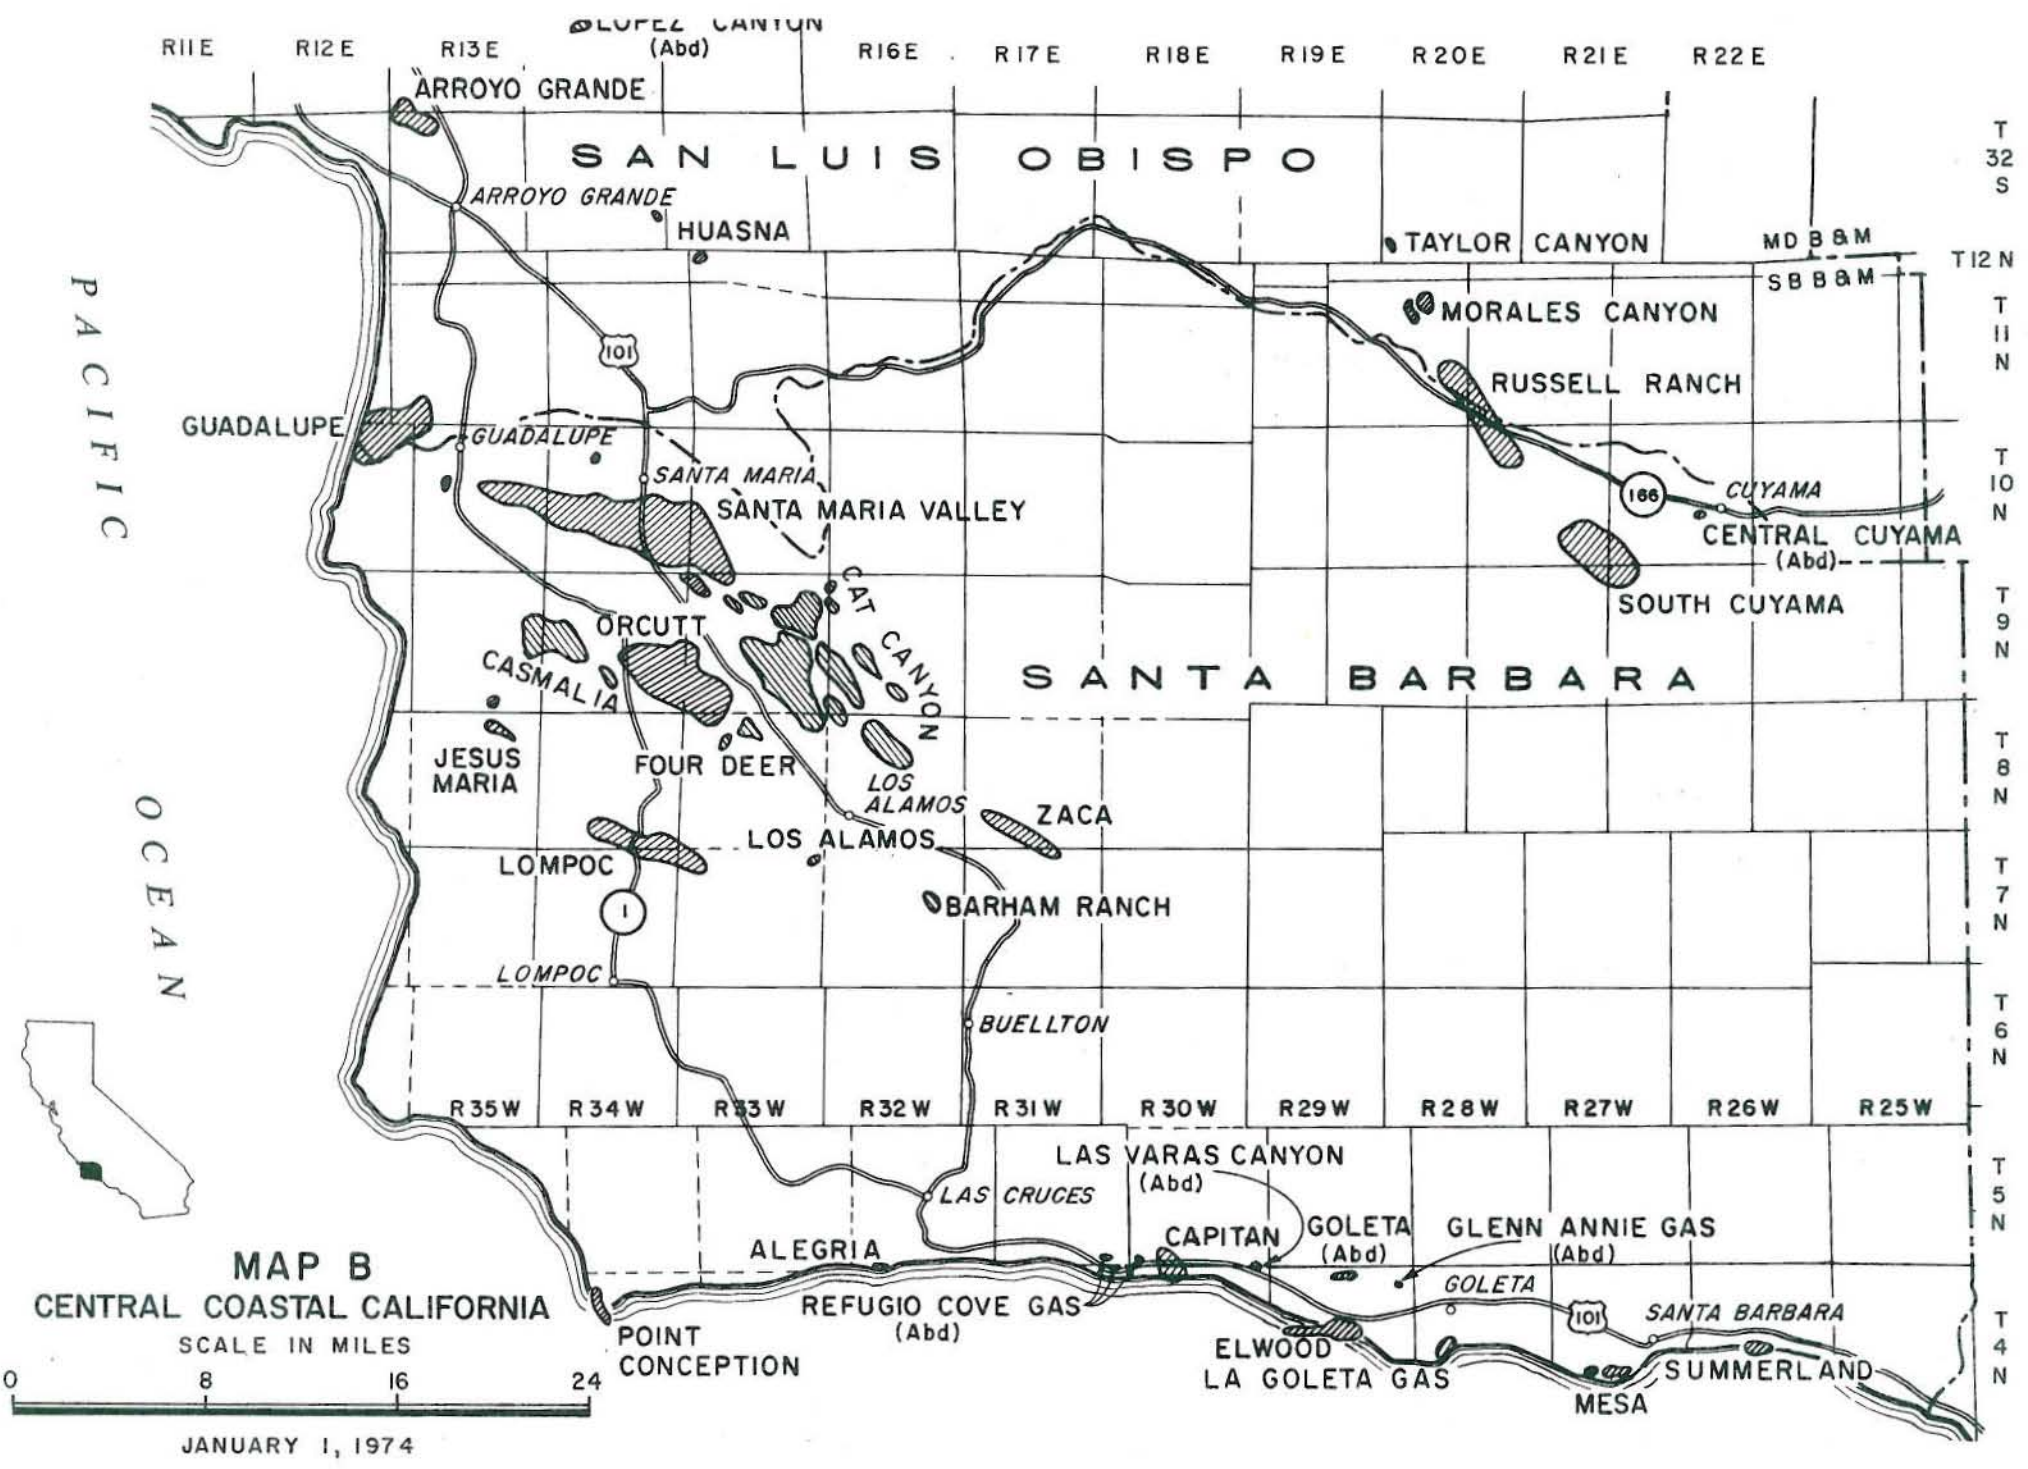 LOPEZ CANYON
(Abd)
R11E R12E R13E R16E R17E R18E R19E R20E R21E R22E
ARROYO GRANDE
SAN LUIS OBISPO
T
32
S
ARROYO GRANDE
HUASNA
TAYLOR CANYON
MD B & M
T12N
SB B & M
MORALES CANYON
T
11
N
101
RUSSELL RANCH
PACIFIC
OCEAN
GUADALUPE
GUADALUPE
SANTA MARIA
SANTA MARIA VALLEY
T
10
N
166
CUYAMA
CENTRAL CUYAMA
(Abd)
SOUTH CUYAMA
CAT CANYON
ORCUTT
CASMALIA
T
9
N
SANTA BARBARA
JESUS
MARIA
FOUR DEER
LOS
ALAMOS
T
8
N
ZACA
LOS ALAMOS
LOMPOC
BARHAM RANCH
T
7
N
1
LOMPOC
BUELLTON
T
6
N
R35W R34W R33W R32W R31W R30W R29W R28W R27W R26W R25W
LAS VARAS CANYON
(Abd)
T
5
N
LAS CRUCES
ALEGRIA
CAPITAN
GOLETA
(Abd)
GLENN ANNIE GAS
(Abd)
GOLETA
REFUGIO COVE GAS
(Abd)
101
SANTA BARBARA
POINT
CONCEPTION
ELWOOD
LA GOLETA GAS
MESA
SUMMERLAND
T
4
N
MAP B
CENTRAL COASTAL CALIFORNIA
SCALE IN MILES
0 8 16 24
JANUARY 1, 1974